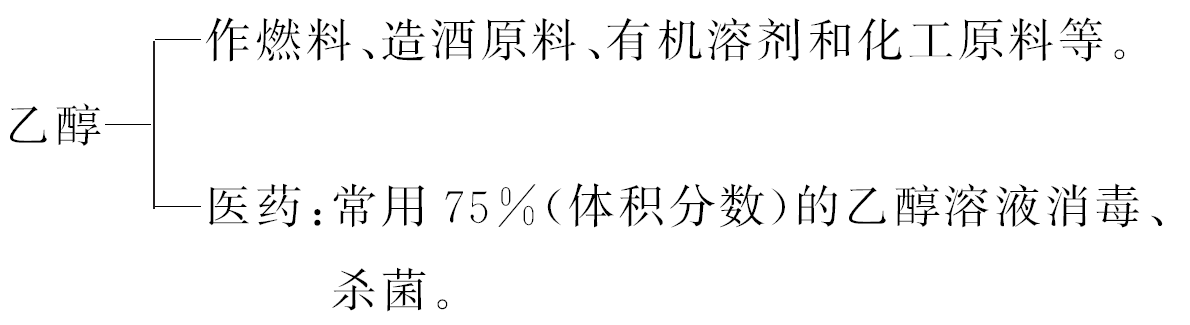 作燃料、造酒原料、有机溶剂和化工原料等。
乙醇
医药:常用75%(体积分数)的乙醇溶液消毒、
杀菌。